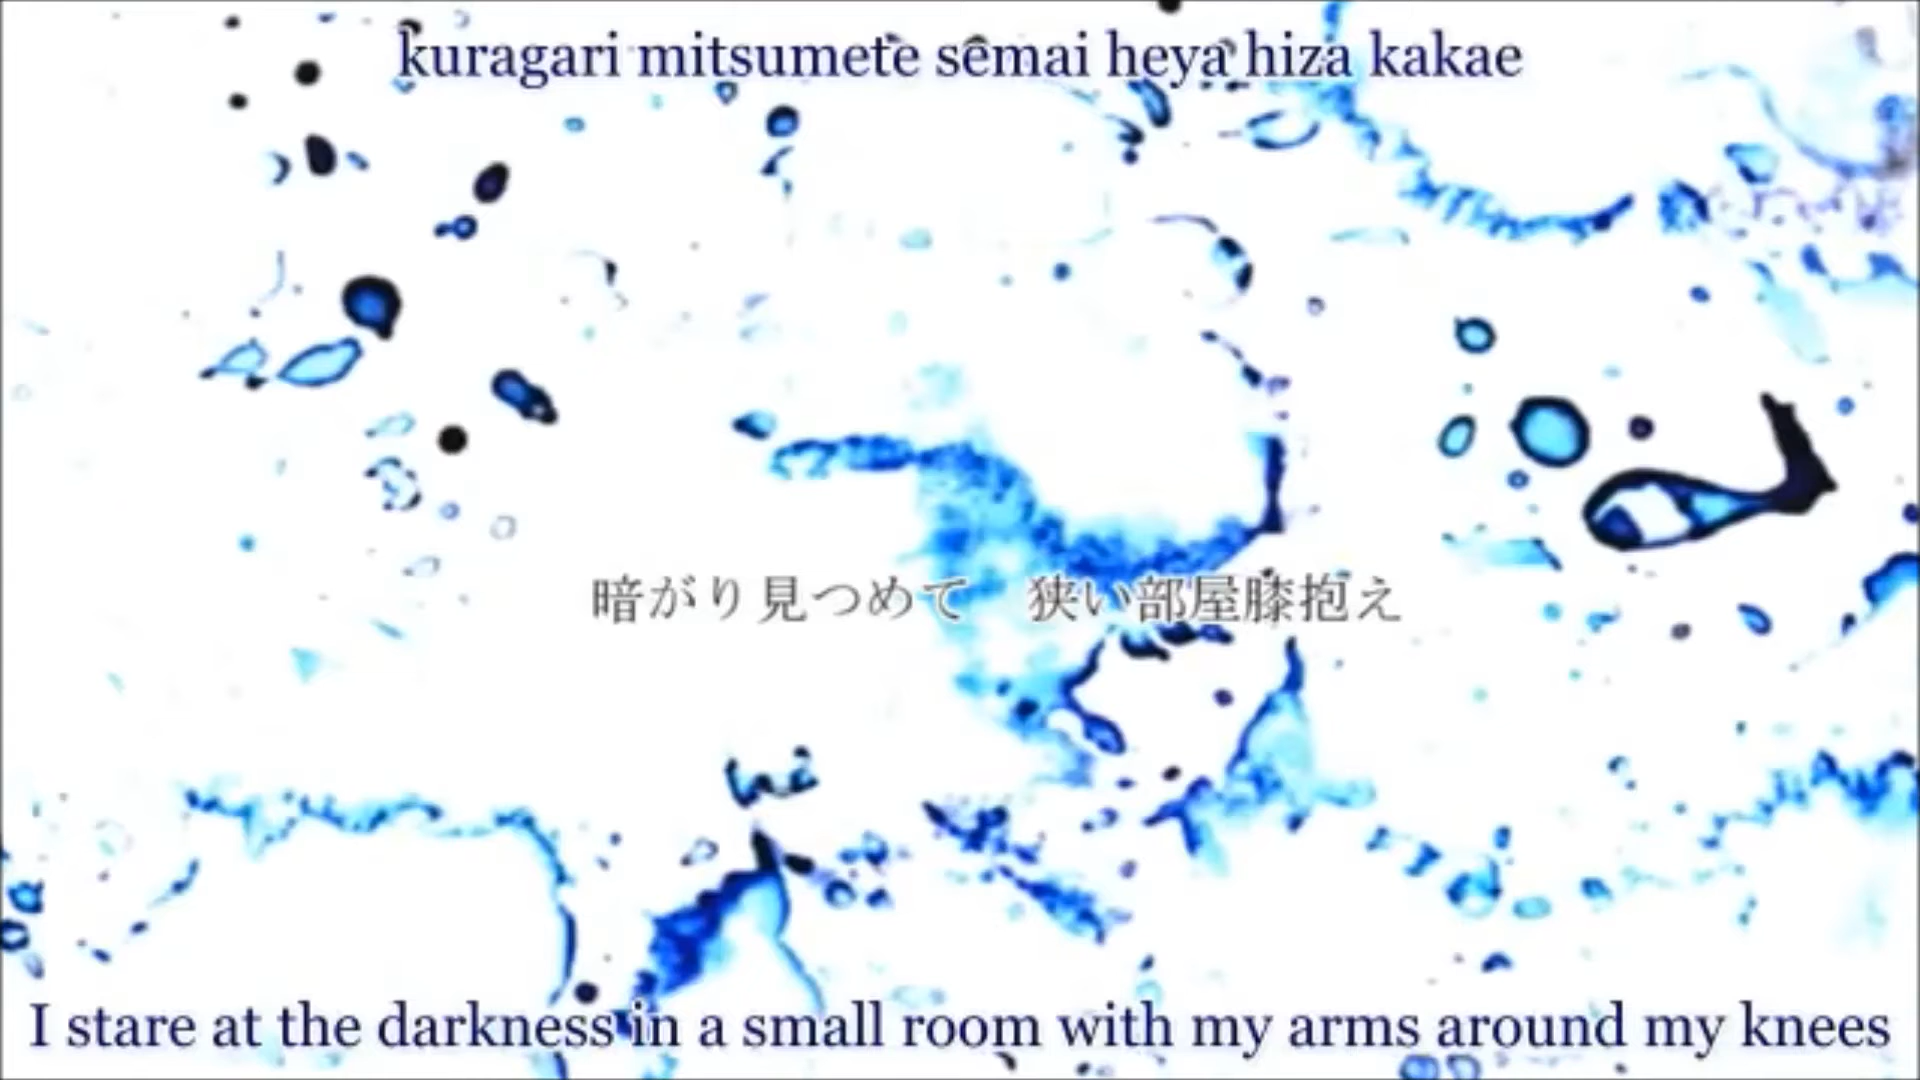 kuragari mitsumete semai heya hiza kakae
暗がり見つめて　狭い部屋膝抱え
I stare at the darkness in a small room with my arms around my knees